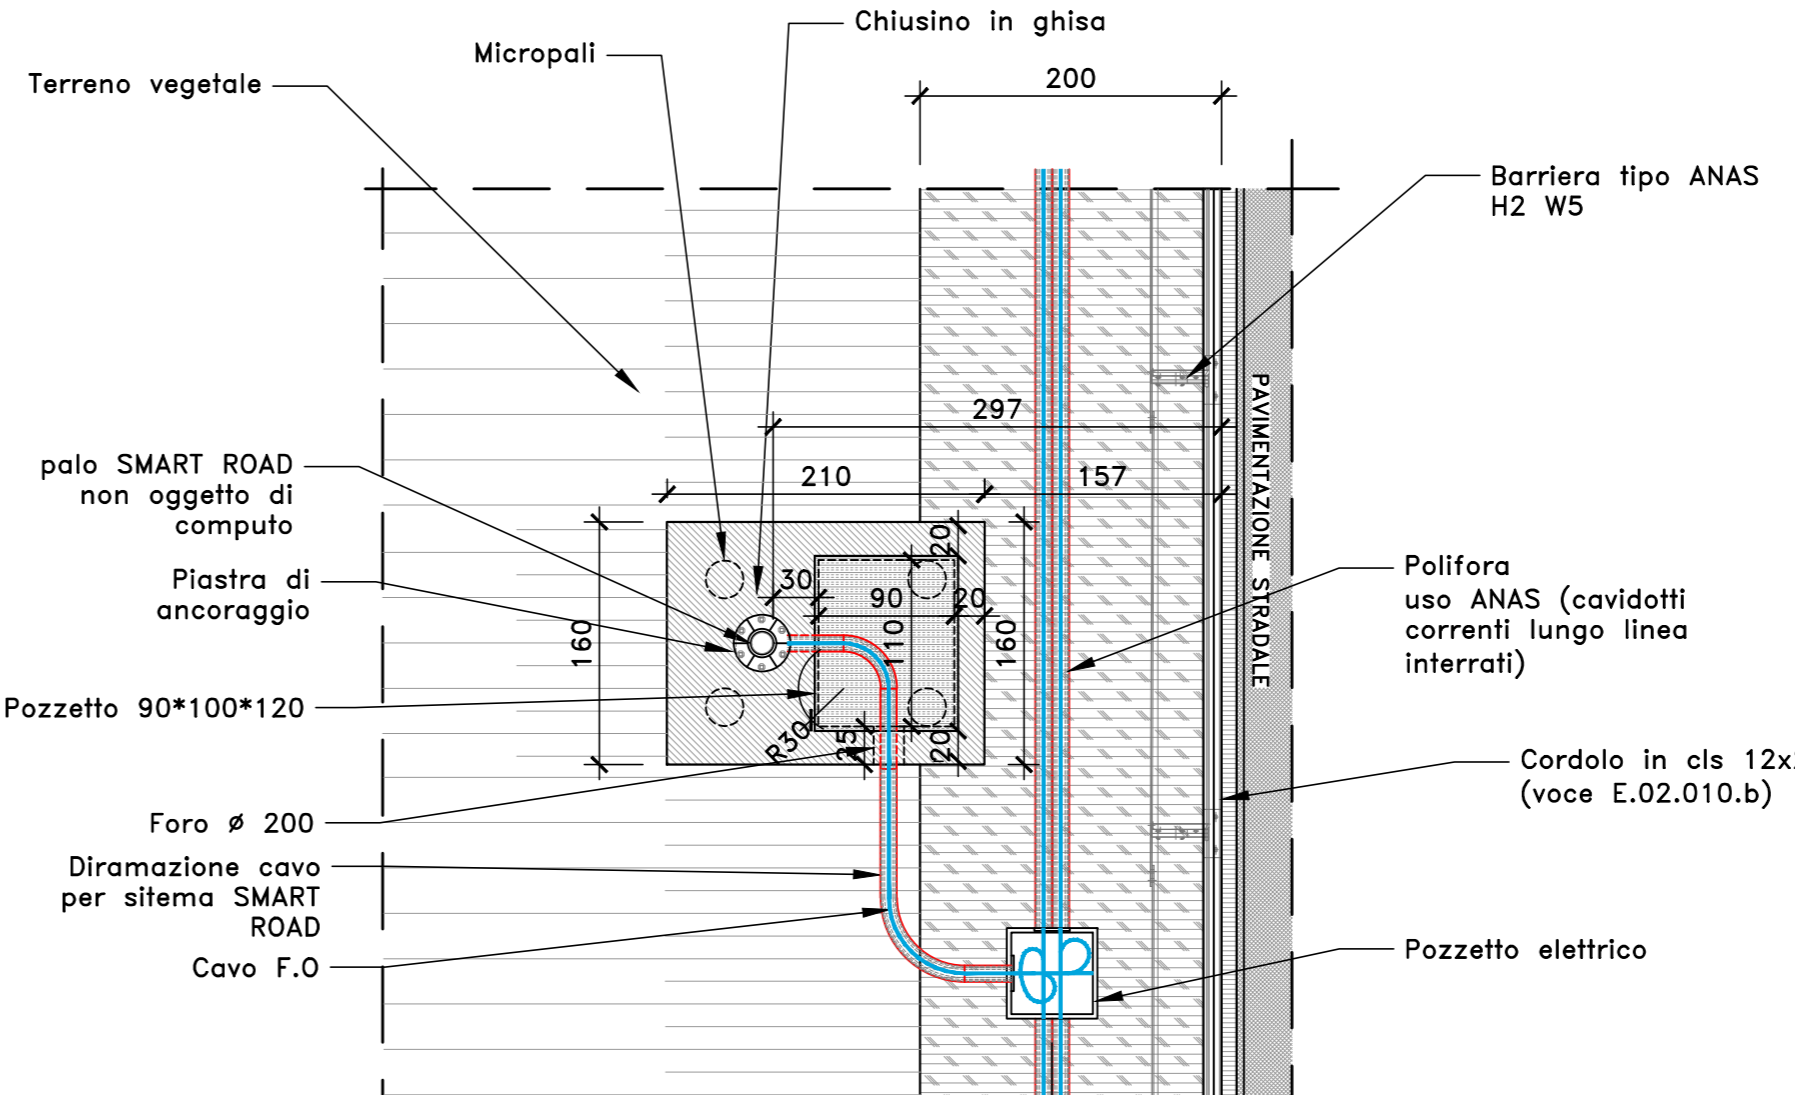 Chiusino in ghisa
Micropali
Terreno vegetale
200
Barriera tipo ANAS
H2 W5
PAVIMENTAZIONE STRADALE
297
palo SMART ROAD
non oggetto di
computo
210
157
20
Piastra di
ancoraggio
30
90
20
160
110
160
Polifora
uso ANAS (cavidotti
correnti lungo linea
interrati)
Pozzetto 90*100*120
R30
25
20
Cordolo in cls
(voce E.02.010.b)
Foro Ø 200
Diramazione cavo
per sitema SMART
ROAD
Cavo F.O
Pozzetto elettrico